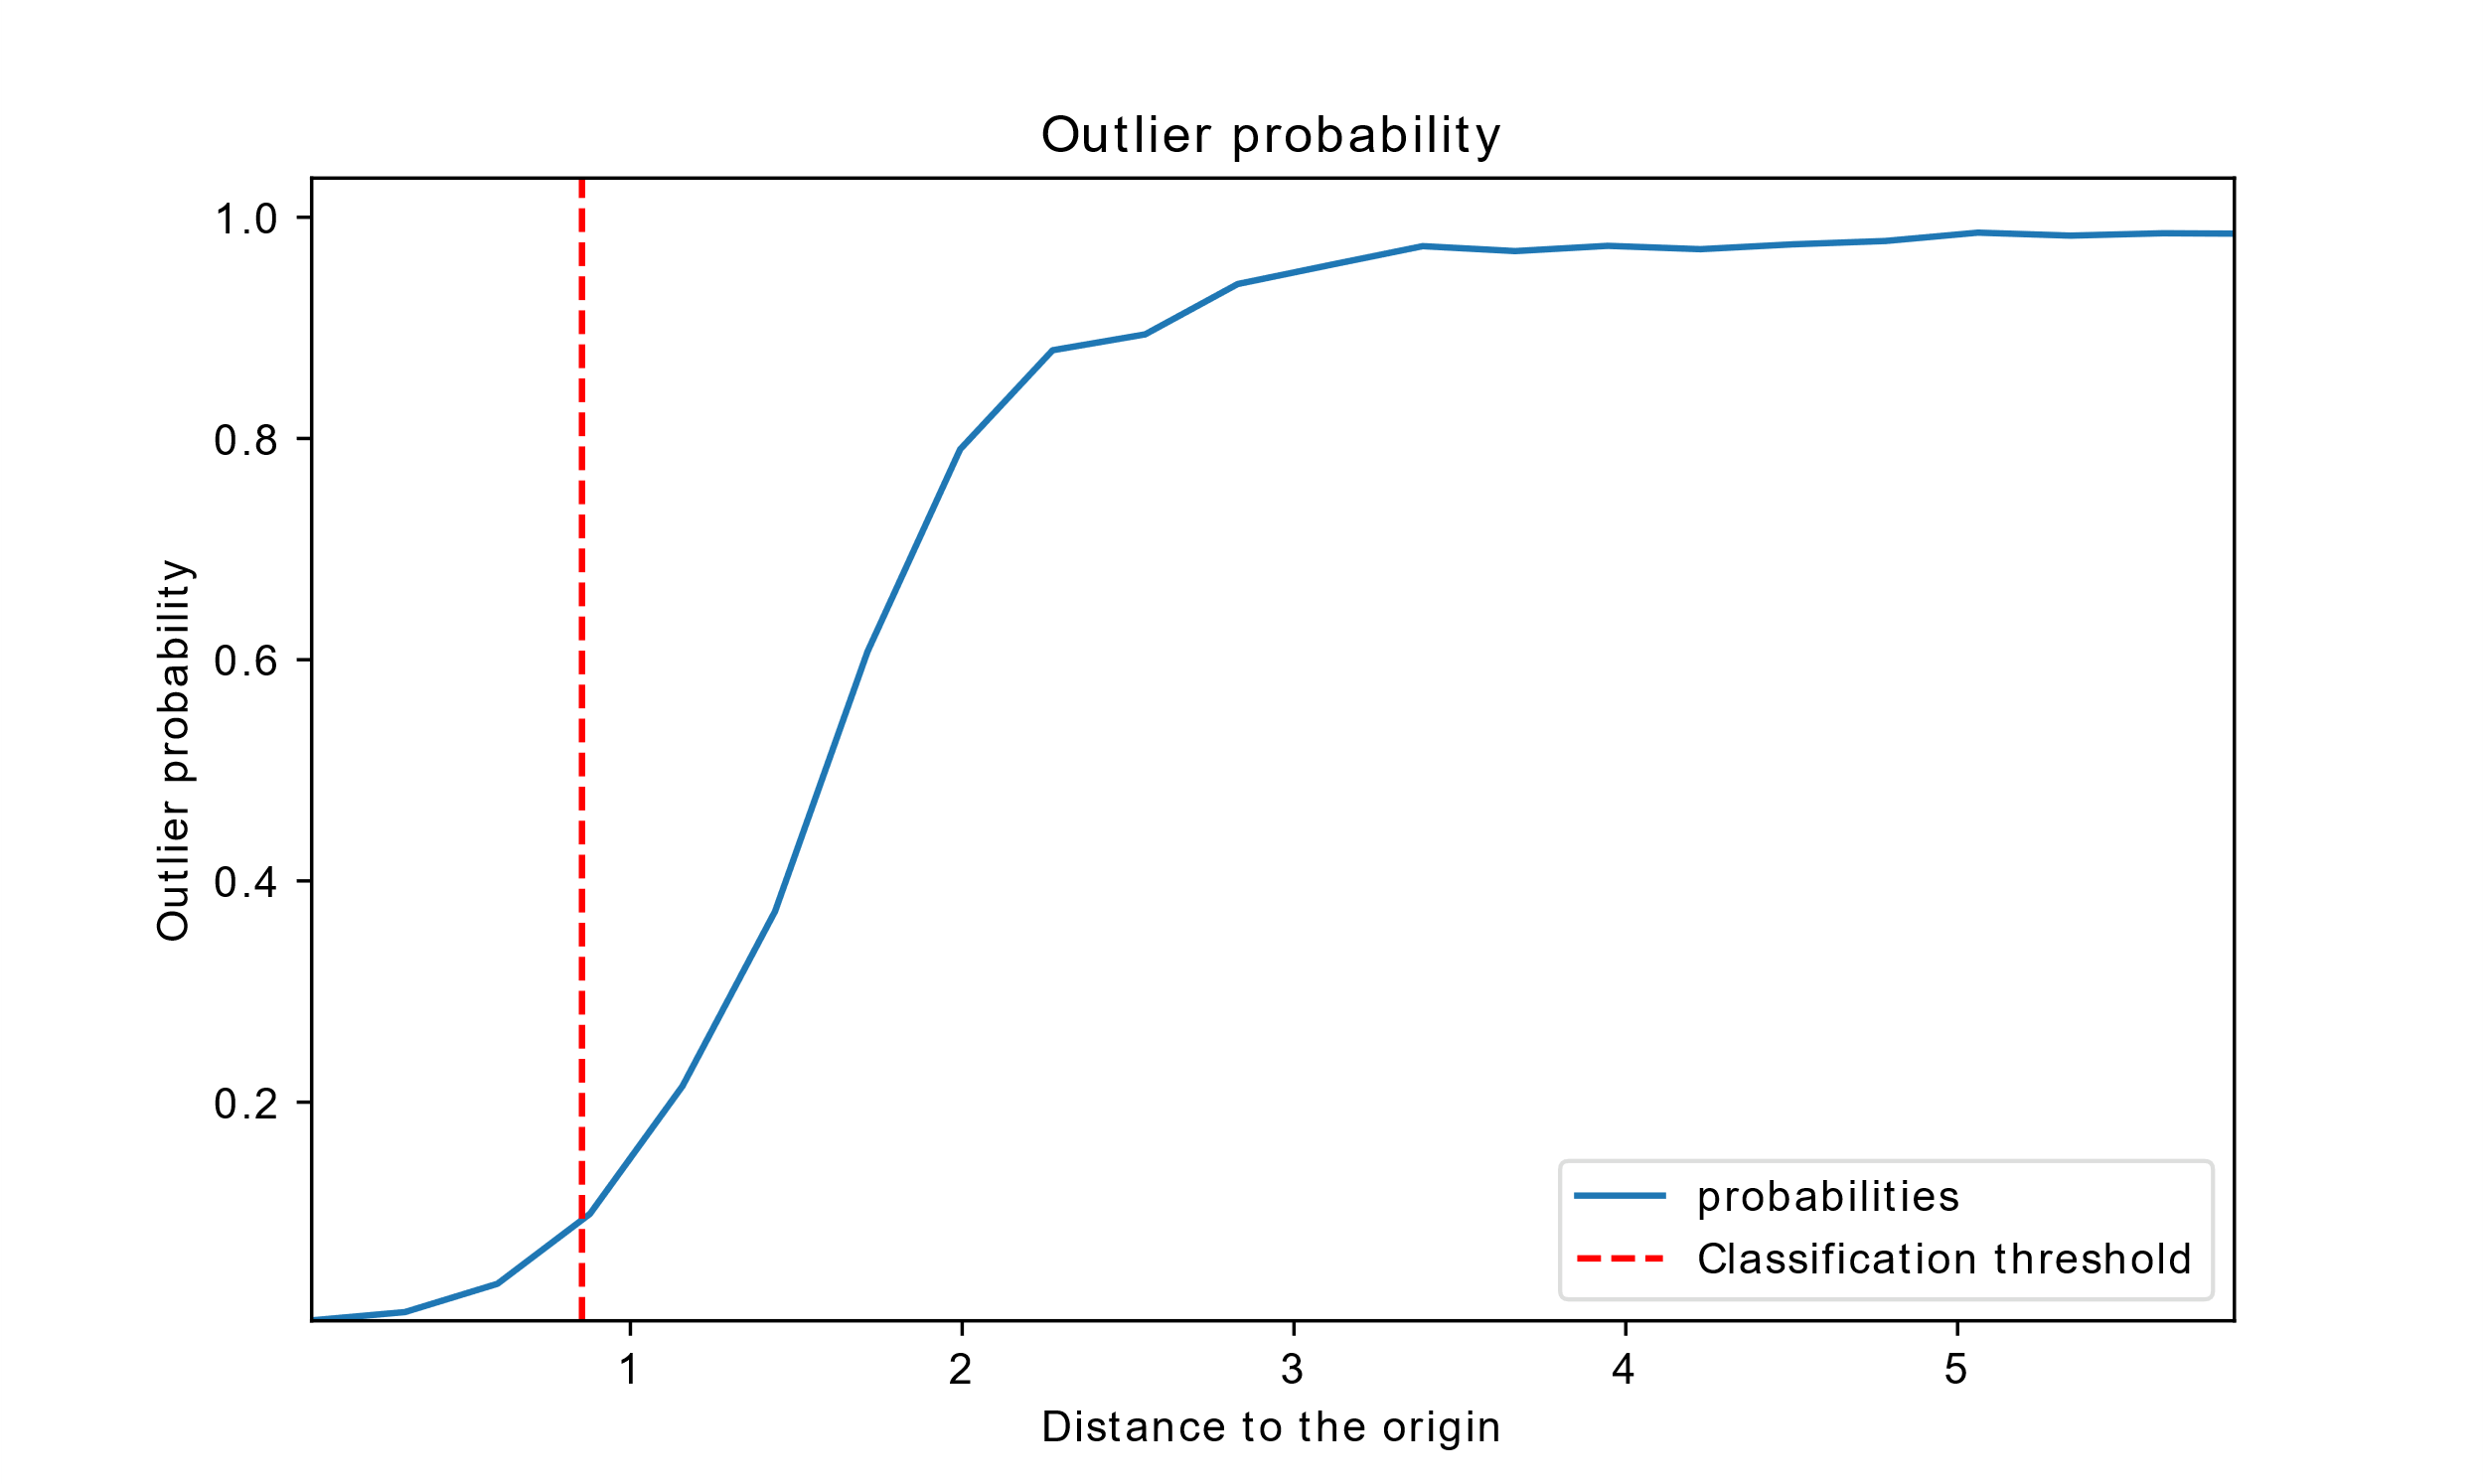 Outlier probability
1.0
0.8
0.6
0.4
0.2
Outlier probability
probabilities
Classification threshold
1 2 3 4 5
Distance to the origin